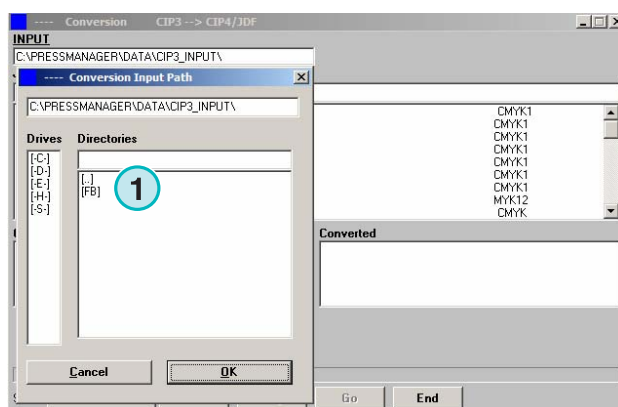 ---- Conversion CIP3 --> CIP4/JDF
INPUT
C:\PRESSMANAGER\DATA\CIP3_INPUT\
---- Conversion Input Path
C:\PRESSMANAGER\DATA\CIP3_INPUT\
Drives Directories
[-C-]
[-D-]
[-E-]
[-H-]
[-S-]
[..]
[FB]
1
CMYK1
CMYK1
CMYK1
CMYK1
CMYK1
CMYK1
CMYK1
MYK12
CMYK
Converted
Cancel OK
Go End